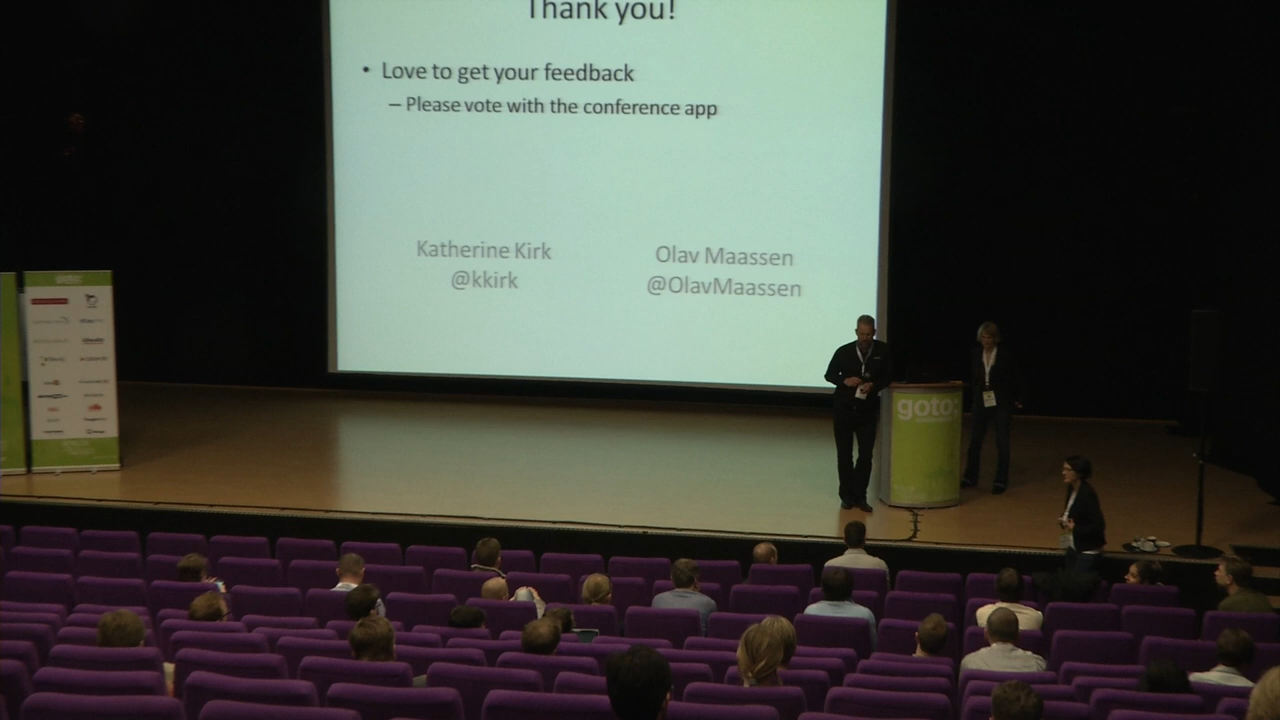 Thank you!
• Love to get your feedback
– Please vote with the conference app
Katherine Kirk
@kkirk
Olav Maassen
@OlavMaassen
goto;
goto;